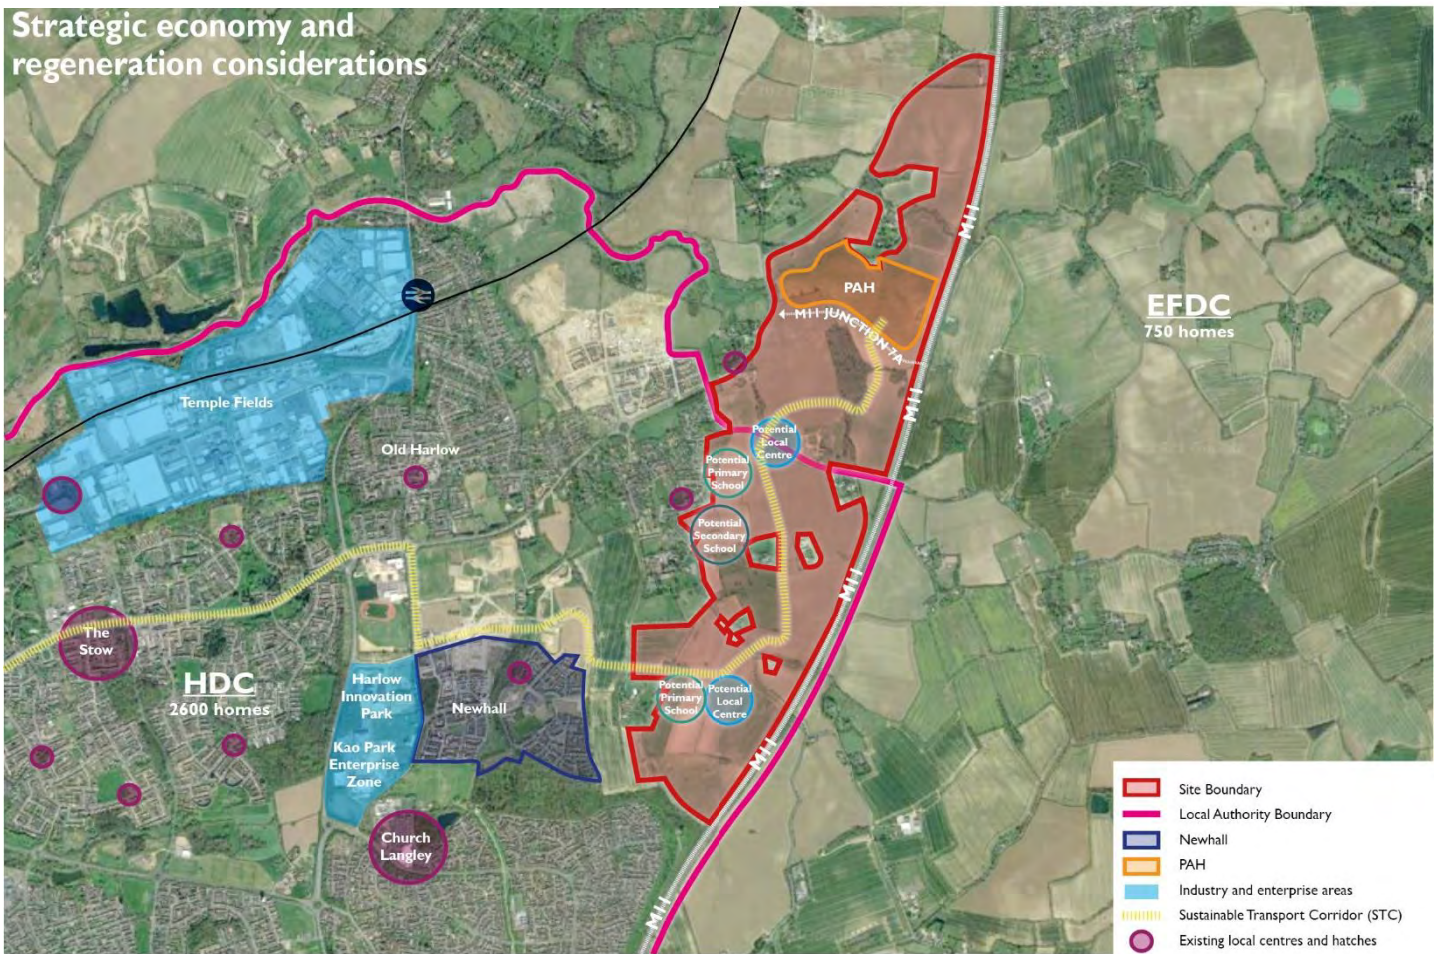 Strategic economy and
regeneration considerations
M11
PAH
M11 JUNCTION 7A
EFDC
750 homes
M11
Temple Fields
Old Harlow
Potential
Local
Centre
Potential
Primary
School
Potential
Secondary
School
M11
The
Stow
HDC
2600 homes
Harlow
Innovation
Park
Kao Park
Enterprise
Zone
Newhall
Potential
Primary
School
Potential
Local
Centre
M11
Church
Langley
M11
Site Boundary
Local Authority Boundary
Newhall
PAH
Industry and enterprise areas
Sustainable Transport Corridor (STC)
Existing local centres and hatches